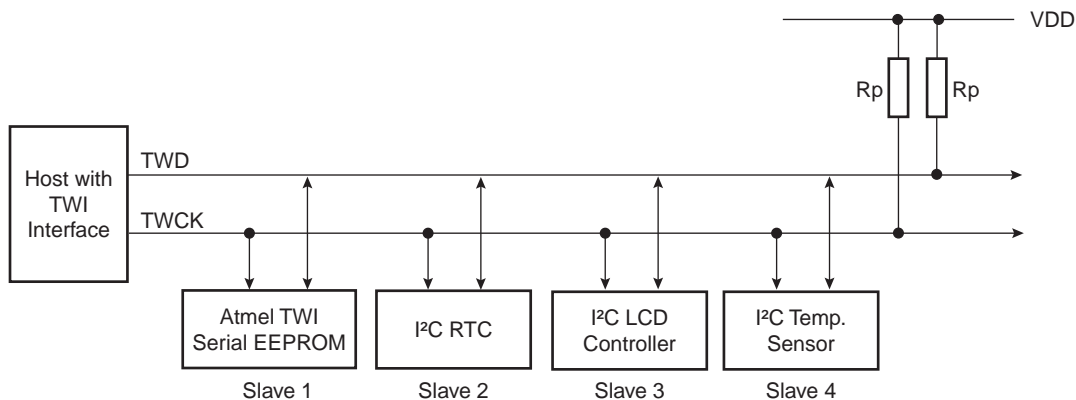 VDD
Rp
Rp
Host with
TWI
Interface
TWD
TWCK
Atmel TWI
Serial EEPROM
I²C RTC
I²C LCD
Controller
I²C Temp.
Sensor
Slave 1
Slave 2
Slave 3
Slave 4